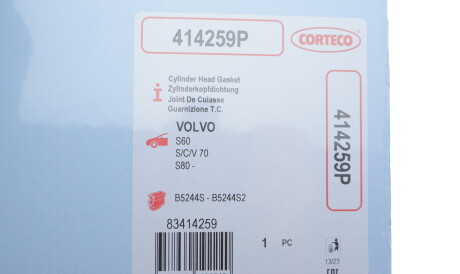 414259P
CORTECO
Cylinder Head Gasket
Zylinderkopfdichtung
Joint De Culasse
Guarnizione T.C.
414259P
VOLVO
S60
S/C/V 70
S80 -
B5244S - B5244S2
83414259
1 PC
13/23